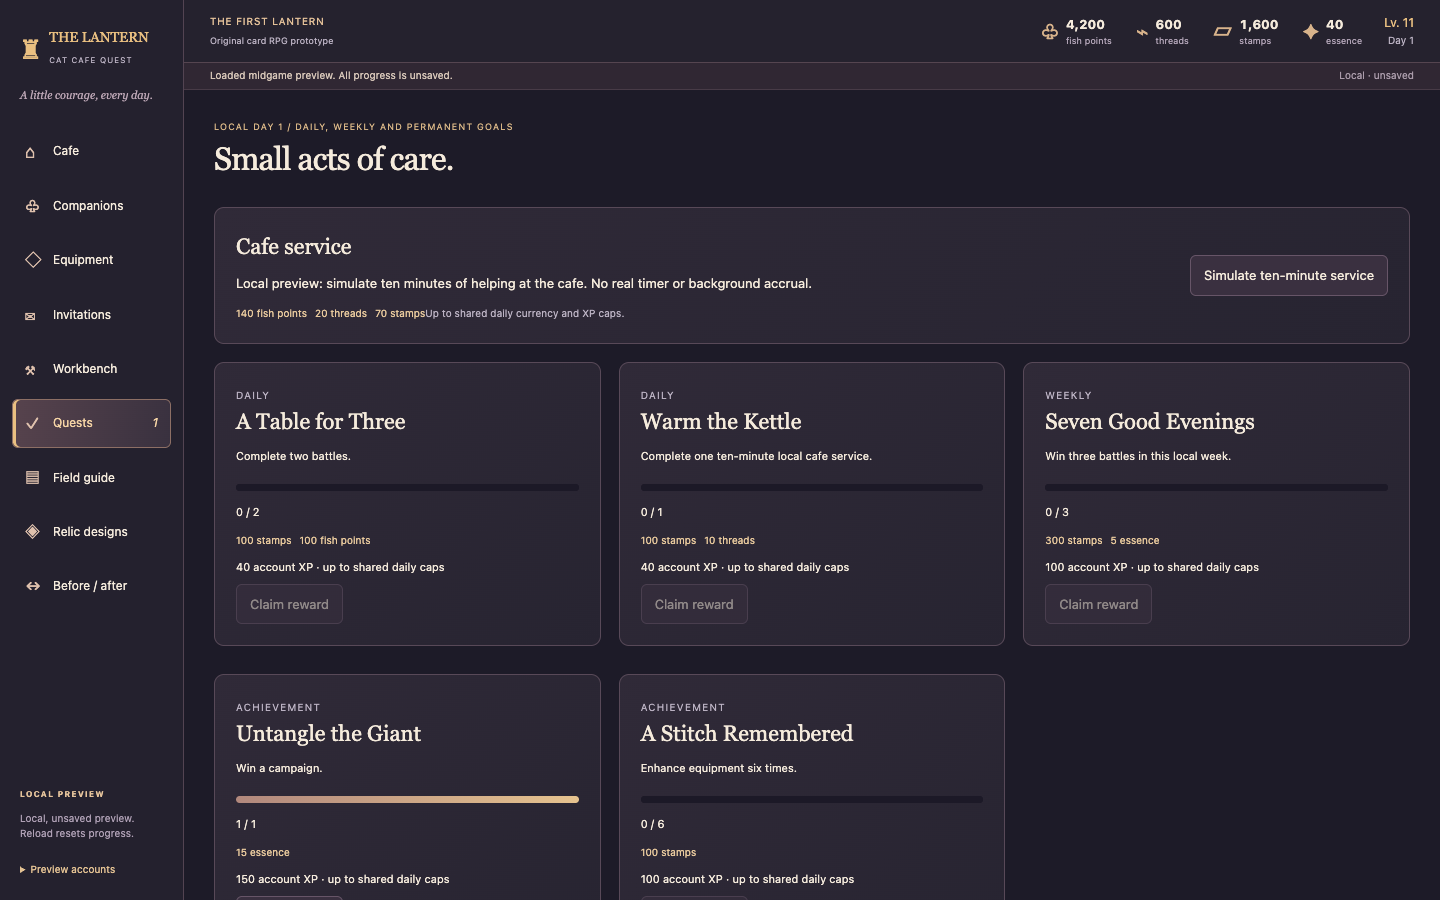 THE LANTERN
CAT CAFE QUEST
A little courage, every day.
Cafe
Companions
Equipment
Invitations
Workbench
Quests 1
Field guide
Relic designs
Before / after
LOCAL PREVIEW
Local, unsaved preview.
Reload resets progress.
Preview accounts
THE FIRST LANTERN
Original card RPG prototype
4,200
fish points
600
threads
1,600
stamps
40
essence
Lv. 11
Day 1
Loaded midgame preview. All progress is unsaved.
Local · unsaved
LOCAL DAY 1 / DAILY, WEEKLY AND PERMANENT GOALS
Small acts of care.
Cafe service
Local preview: simulate ten minutes of helping at the cafe. No real timer or background accrual.
140 fish points 20 threads 70 stampsUp to shared daily currency and XP caps.
Simulate ten-minute service
DAILY
A Table for Three
Complete two battles.
0 / 2
100 stamps 100 fish points
40 account XP · up to shared daily caps
Claim reward
DAILY
Warm the Kettle
Complete one ten-minute local cafe service.
0 / 1
100 stamps 10 threads
40 account XP · up to shared daily caps
Claim reward
WEEKLY
Seven Good Evenings
Win three battles in this local week.
0 / 3
300 stamps 5 essence
100 account XP · up to shared daily caps
Claim reward
ACHIEVEMENT
Untangle the Giant
Win a campaign.
1 / 1
15 essence
150 account XP · up to shared daily caps
ACHIEVEMENT
A Stitch Remembered
Enhance equipment six times.
0 / 6
100 stamps
100 account XP · up to shared daily caps